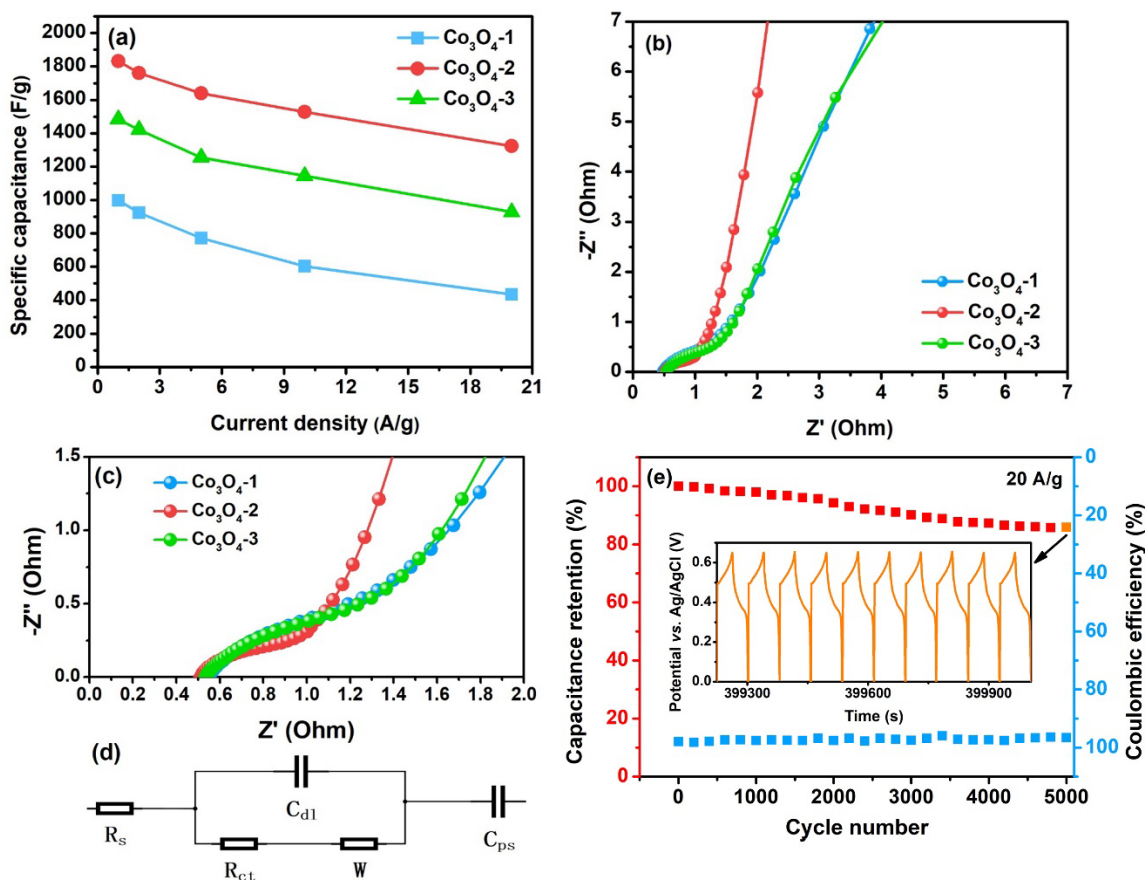 (a)
Co₃O₄-1
Co₃O₄-2
Co₃O₄-3
2000
1800
1600
1400
1200
1000
800
600
400
200
0
Specific capacitance (F/g)
0 3 6 9 12 15 18 21
Current density (A/g)
(b)
7
6
5
4
3
2
1
0
-Z'' (Ohm)
Co₃O₄-1
Co₃O₄-2
Co₃O₄-3
0 1 2 3 4 5 6 7
Z' (Ohm)
(c)
Co₃O₄-1
Co₃O₄-2
Co₃O₄-3
1.5
1.0
0.5
0.0
-Z'' (Ohm)
0.0 0.2 0.4 0.6 0.8 1.0 1.2 1.4 1.6 1.8 2.0
Z' (Ohm)
(d)
Rs
Cdl
Rct
W
Cps
(e)
20 A/g
100
80
60
40
20
0
Capacitance retention (%)
0
20
40
60
80
100
Coulombic efficiency (%)
0.6
0.4
0.2
0.0
Potential vs. Ag/AgCl (V)
399300 399600 399900
Time (s)
0 1000 2000 3000 4000 5000
Cycle number